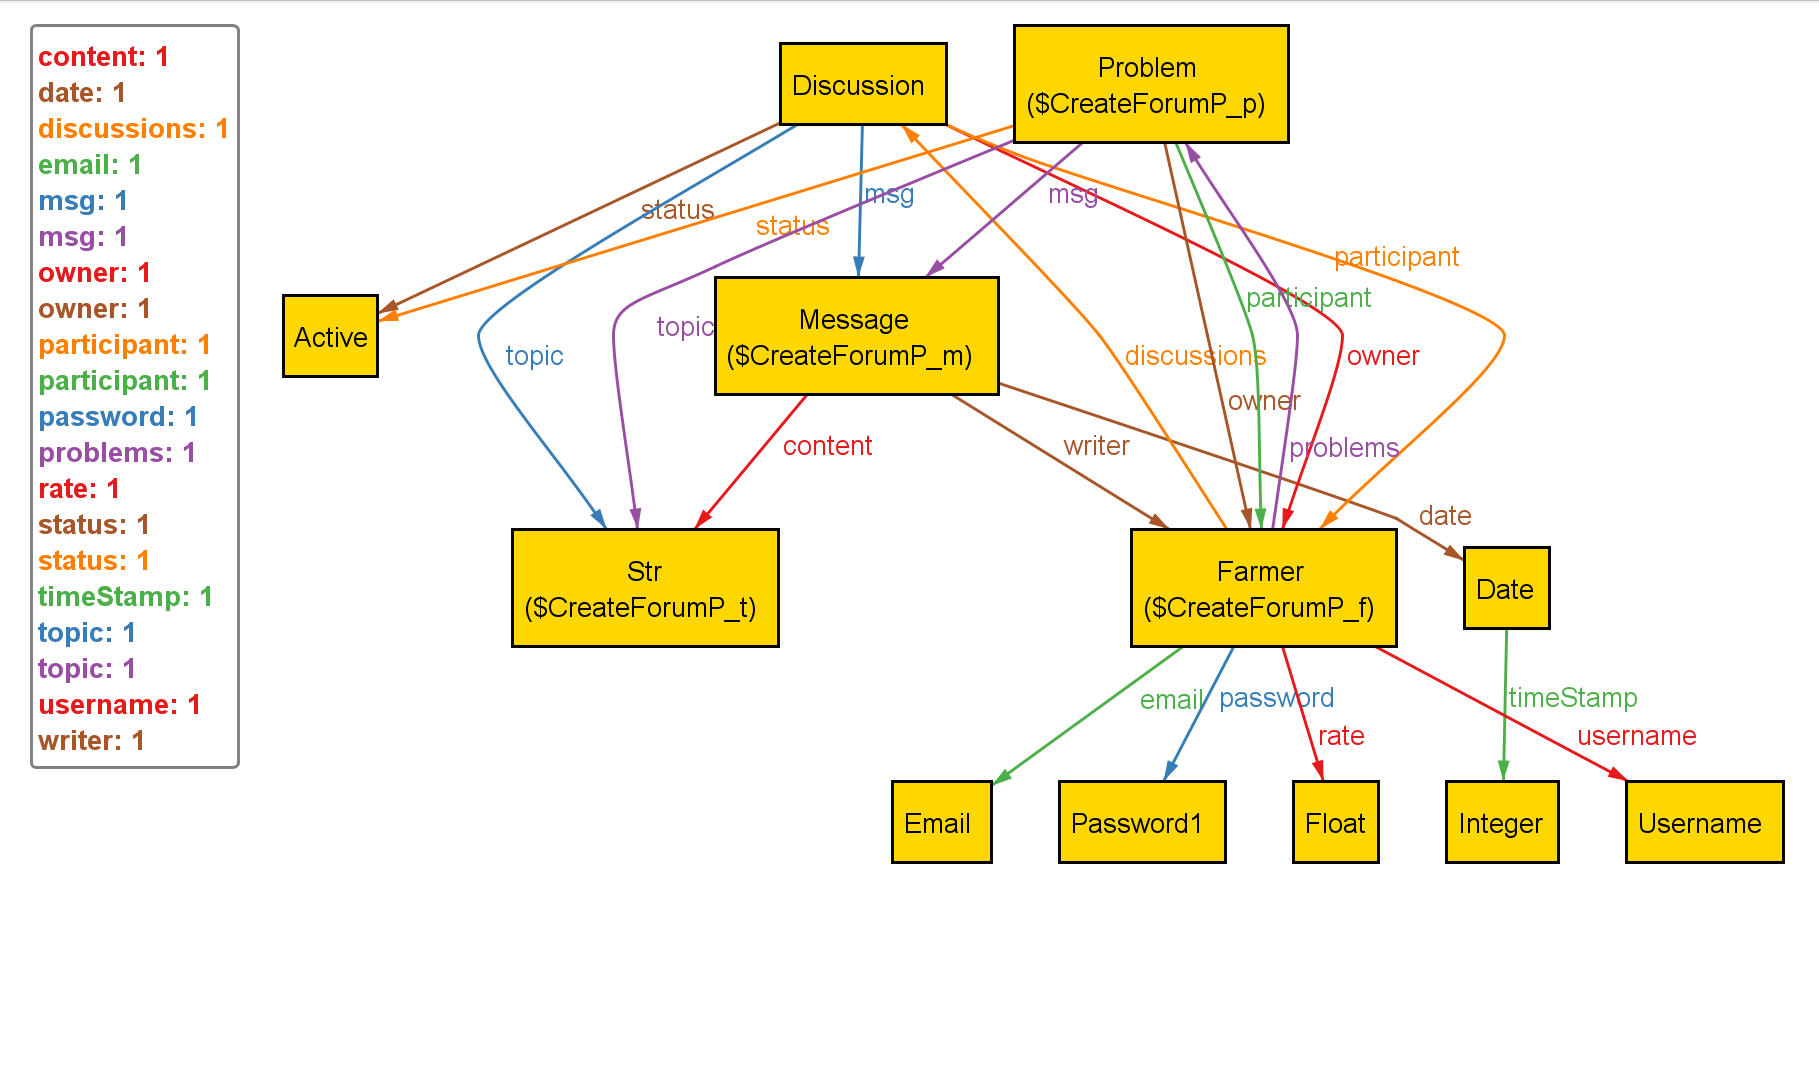 content: 1
date: 1
discussions: 1
email: 1
msg: 1
msg: 1
owner: 1
owner: 1
participant: 1
participant: 1
password: 1
problems: 1
rate: 1
status: 1
status: 1
timeStamp: 1
topic: 1
topic: 1
username: 1
writer: 1
Discussion
Problem
($CreateForumP_p)
status
status
msg
msg
participant
participant
Active
topic
topic
Message
($CreateForumP_m)
discussions
owner
owner
content
writer
problems
date
Str
($CreateForumP_t)
Farmer
($CreateForumP_f)
Date
email
password
rate
timeStamp
username
Email
Password1
Float
Integer
Username